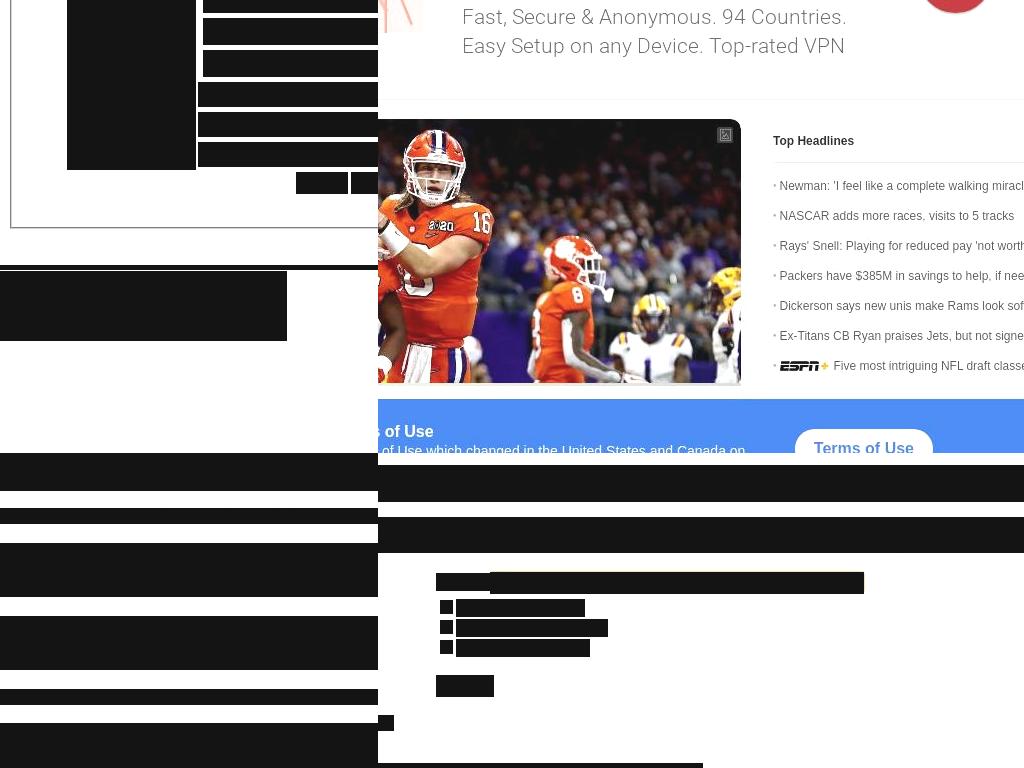 Fast, Secure & Anonymous. 94 Countries.
Easy Setup on any Device. Top-rated VPN
16
2020
8
1
Top Headlines
Newman: 'I feel like a complete walking miracl
NASCAR adds more races, visits to 5 tracks
Rays' Snell: Playing for reduced pay 'not worth
Packers have $385M in savings to help, if nee
Dickerson says new unis make Rams look sof
Ex-Titans CB Ryan praises Jets, but not signe
ESPN+ Five most intriguing NFL draft classe
s of Use
of Use which changed in the United States and Canada on
Terms of Use